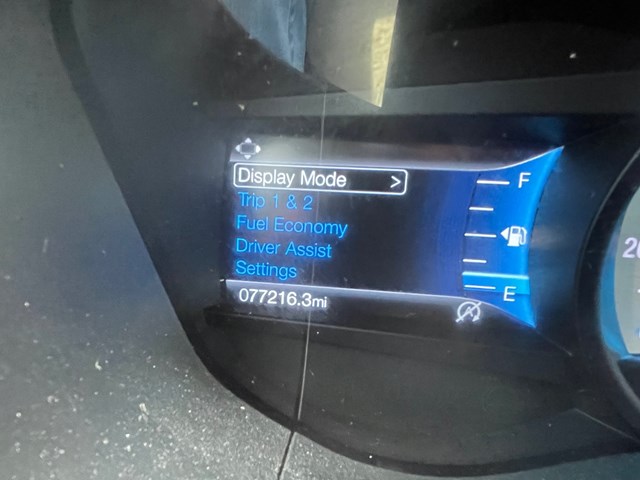 Display Mode >
Trip 1 & 2
Fuel Economy
Driver Assist
Settings
077216.3mi
F
E